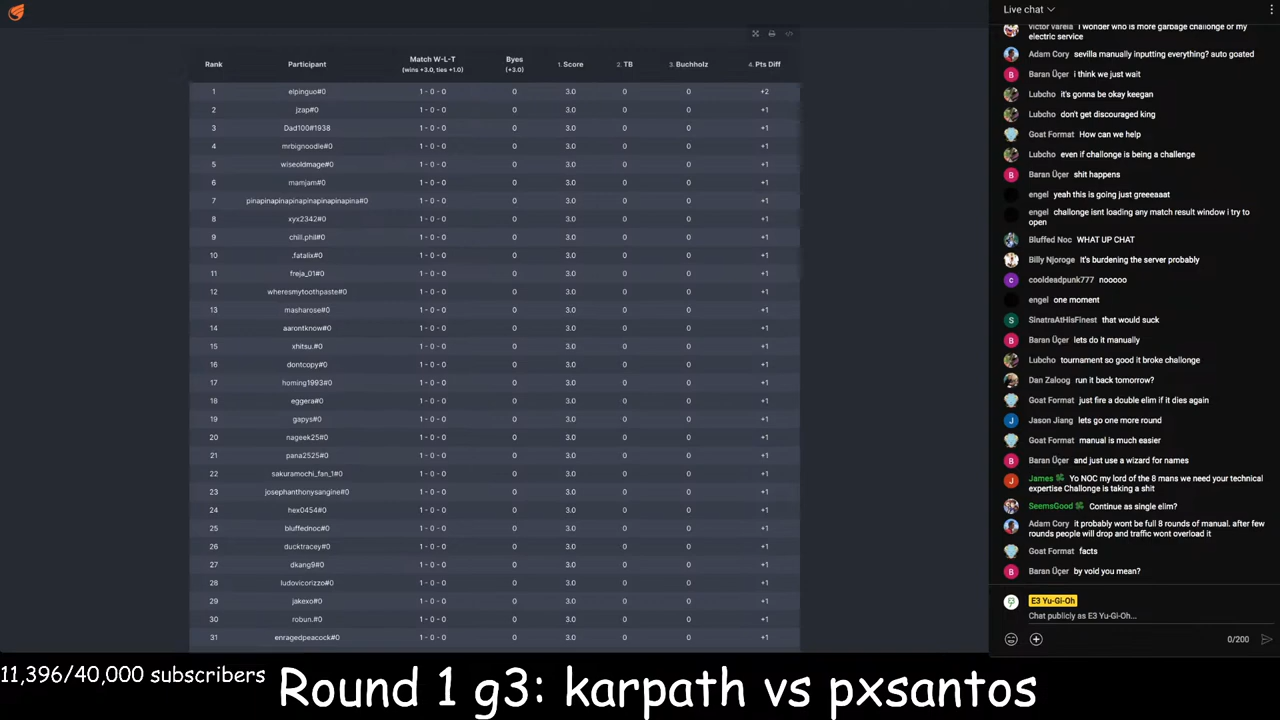 Rank Participant Match W-L-T (wins +3.0, ties +1.0) Byes (+3.0) 1. Score 2. TB 3. Buchholz 4. Pts Diff
1 elpinguo#0 1 - 0 - 0 0 3.0 0 0 +2
2 jzap#0 1 - 0 - 0 0 3.0 0 0 +1
3 Dad100#1938 1 - 0 - 0 0 3.0 0 0 +1
4 mrbignoodle#0 1 - 0 - 0 0 3.0 0 0 +1
5 wiseoldmage#0 1 - 0 - 0 0 3.0 0 0 +1
6 mamjam#0 1 - 0 - 0 0 3.0 0 0 +1
7 pinapinapinapinapinapinapinapina#0 1 - 0 - 0 0 3.0 0 0 +1
8 xyx2342#0 1 - 0 - 0 0 3.0 0 0 +1
9 chill.phil#0 1 - 0 - 0 0 3.0 0 0 +1
10 .fatalix#0 1 - 0 - 0 0 3.0 0 0 +1
11 freja_01#0 1 - 0 - 0 0 3.0 0 0 +1
12 wheresmytoothpaste#0 1 - 0 - 0 0 3.0 0 0 +1
13 masharose#0 1 - 0 - 0 0 3.0 0 0 +1
14 aarontknow#0 1 - 0 - 0 0 3.0 0 0 +1
15 xhitsu.#0 1 - 0 - 0 0 3.0 0 0 +1
16 dontcopy#0 1 - 0 - 0 0 3.0 0 0 +1
17 homing1993#0 1 - 0 - 0 0 3.0 0 0 +1
18 eggera#0 1 - 0 - 0 0 3.0 0 0 +1
19 gapys#0 1 - 0 - 0 0 3.0 0 0 +1
20 nageek25#0 1 - 0 - 0 0 3.0 0 0 +1
21 pana2525#0 1 - 0 - 0 0 3.0 0 0 +1
22 sakuramochi_fan_1#0 1 - 0 - 0 0 3.0 0 0 +1
23 josephanthonysangine#0 1 - 0 - 0 0 3.0 0 0 +1
24 hex0454#0 1 - 0 - 0 0 3.0 0 0 +1
25 bluffednoc#0 1 - 0 - 0 0 3.0 0 0 +1
26 ducktracey#0 1 - 0 - 0 0 3.0 0 0 +1
27 dkang9#0 1 - 0 - 0 0 3.0 0 0 +1
28 ludovicorizzo#0 1 - 0 - 0 0 3.0 0 0 +1
29 jakexo#0 1 - 0 - 0 0 3.0 0 0 +1
30 robun.#0 1 - 0 - 0 0 3.0 0 0 +1
31 enragedpeacock#0 1 - 0 - 0 0 3.0 0 0 +1
Live chat
Victor Varela i wonder who is more garbage challonge or my
electric service
Adam Cory sevilla manually inputting everything? auto goated
Baran Üçer i think we just wait
Lubcho it's gonna be okay keegan
Lubcho don't get discouraged king
Goat Format How can we help
Lubcho even if challonge is being a challenge
Baran Üçer shit happens
engel yeah this is going just greeeaaat
engel challonge isnt loading any match result window i try to
open
Bluffed Noc WHAT UP CHAT
Billy Njoroge It's burdening the server probably
cooldeadpunk777 nooooo
engel one moment
SinatraAtHisFinest that would suck
Baran Üçer lets do it manually
Lubcho tournament so good it broke challonge
Dan Zaloog run it back tomorrow?
Goat Format just fire a double elim if it dies again
Jason Jiang lets go one more round
Goat Format manual is much easier
Baran Üçer and just use a wizard for names
James Yo NOC my lord of the 8 mans we need your technical
expertise Challonge is taking a shit
SeemsGood Continue as single elim?
Adam Cory it probably wont be full 8 rounds of manual. after few
rounds people will drop and traffic wont overload it
Goat Format facts
Baran Üçer by void you mean?
E3 Yu-Gi-Oh
Chat publicly as E3 Yu-Gi-Oh...
0/200
11,396/40,000 subscribers
Round 1 g3: karpath vs pxsantos